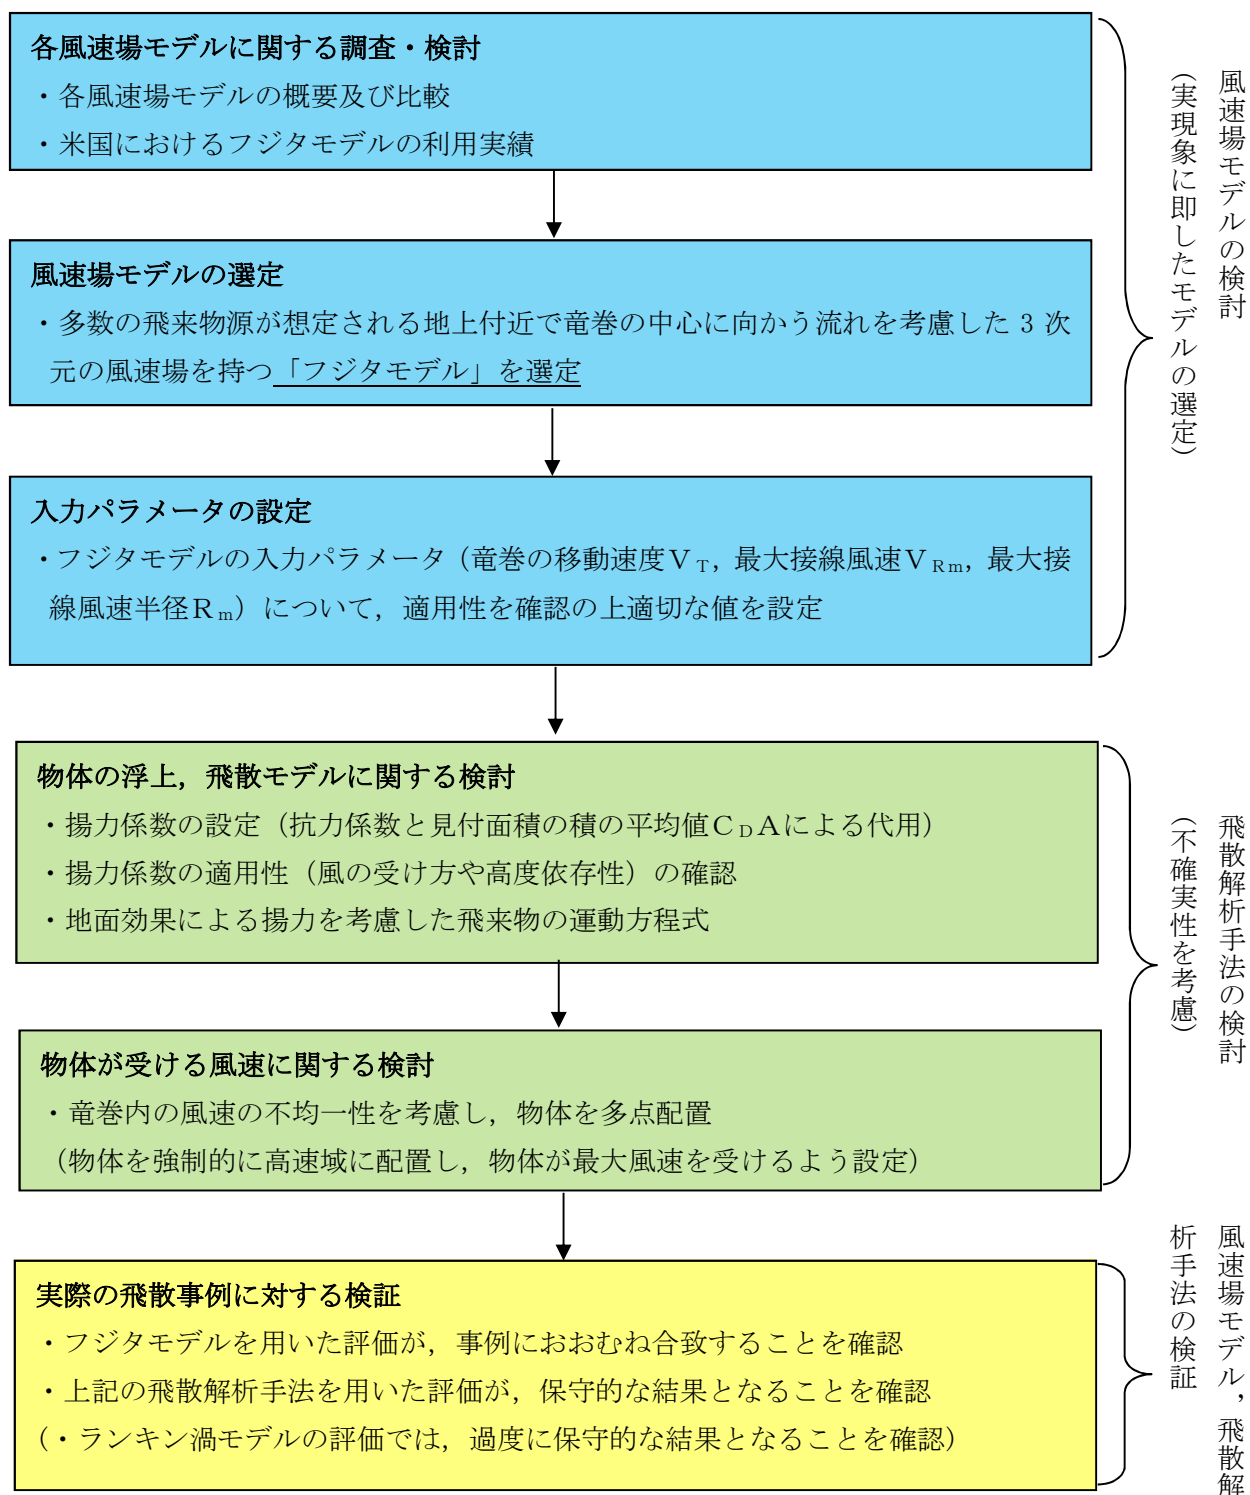 各風速場モデルに関する調査・検討
・各風速場モデルの概要及び比較
・米国におけるフジタモデルの利用実績
風速場モデルの選定
・多数の飛来物源が想定される地上付近で竜巻の中心に向かう流れを考慮した 3 次
元の風速場を持つ「フジタモデル」を選定
入力パラメータの設定
・フジタモデルの入力パラメータ（竜巻の移動速度ＶT，最大接線風速ＶRm，最大接
線風速半径Ｒm）について，適用性を確認の上適切な値を設定
風速場モデルの検討
（実現象に即したモデルの選定）
物体の浮上，飛散モデルに関する検討
・揚力係数の設定（抗力係数と見付面積の積の平均値ＣDＡによる代用）
・揚力係数の適用性（風の受け方や高度依存性）の確認
・地面効果による揚力を考慮した飛来物の運動方程式
物体が受ける風速に関する検討
・竜巻内の風速の不均一性を考慮し，物体を多点配置
（物体を強制的に高速域に配置し，物体が最大風速を受けるよう設定）
飛散解析手法の検討
（不確実性を考慮）
実際の飛散事例に対する検証
・フジタモデルを用いた評価が，事例におおむね合致することを確認
・上記の飛散解析手法を用いた評価が，保守的な結果となることを確認
（・ランキン渦モデルの評価では，過度に保守的な結果となることを確認）
風速場モデル，飛散解
析手法の検証